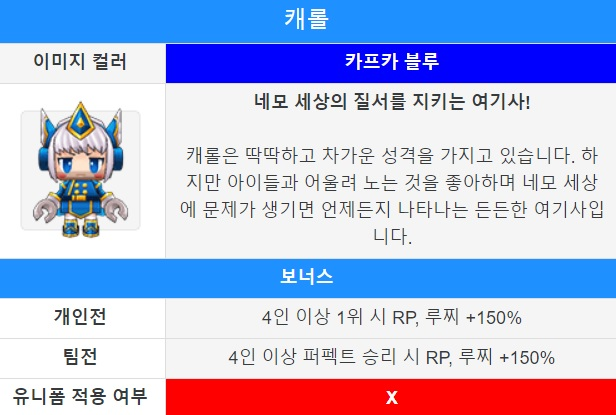 캐롤
이미지 컬러
카프카 블루
네모 세상의 질서를 지키는 여기사!
캐롤은 딱딱하고 차가운 성격을 가지고 있습니다. 하
지만 아이들과 어울려 노는 것을 좋아하며 네모 세상
에 문제가 생기면 언제든지 나타나는 든든한 여기사입
니다.
보너스
개인전
4인 이상 1위 시 RP, 루찌 +150%
팀전
4인 이상 퍼펙트 승리 시 RP, 루찌 +150%
유니폼 적용 여부
X